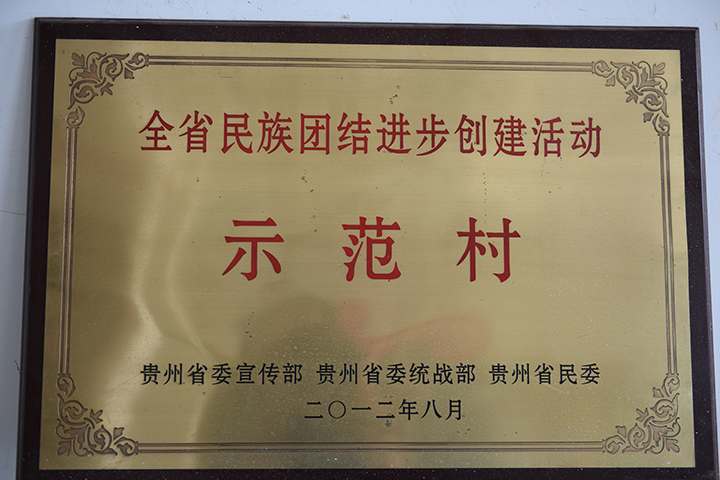 全省民族团结进步创建活动
示范村
贵州省委宣传部 贵州省委统战部 贵州省民委
二〇一二年八月